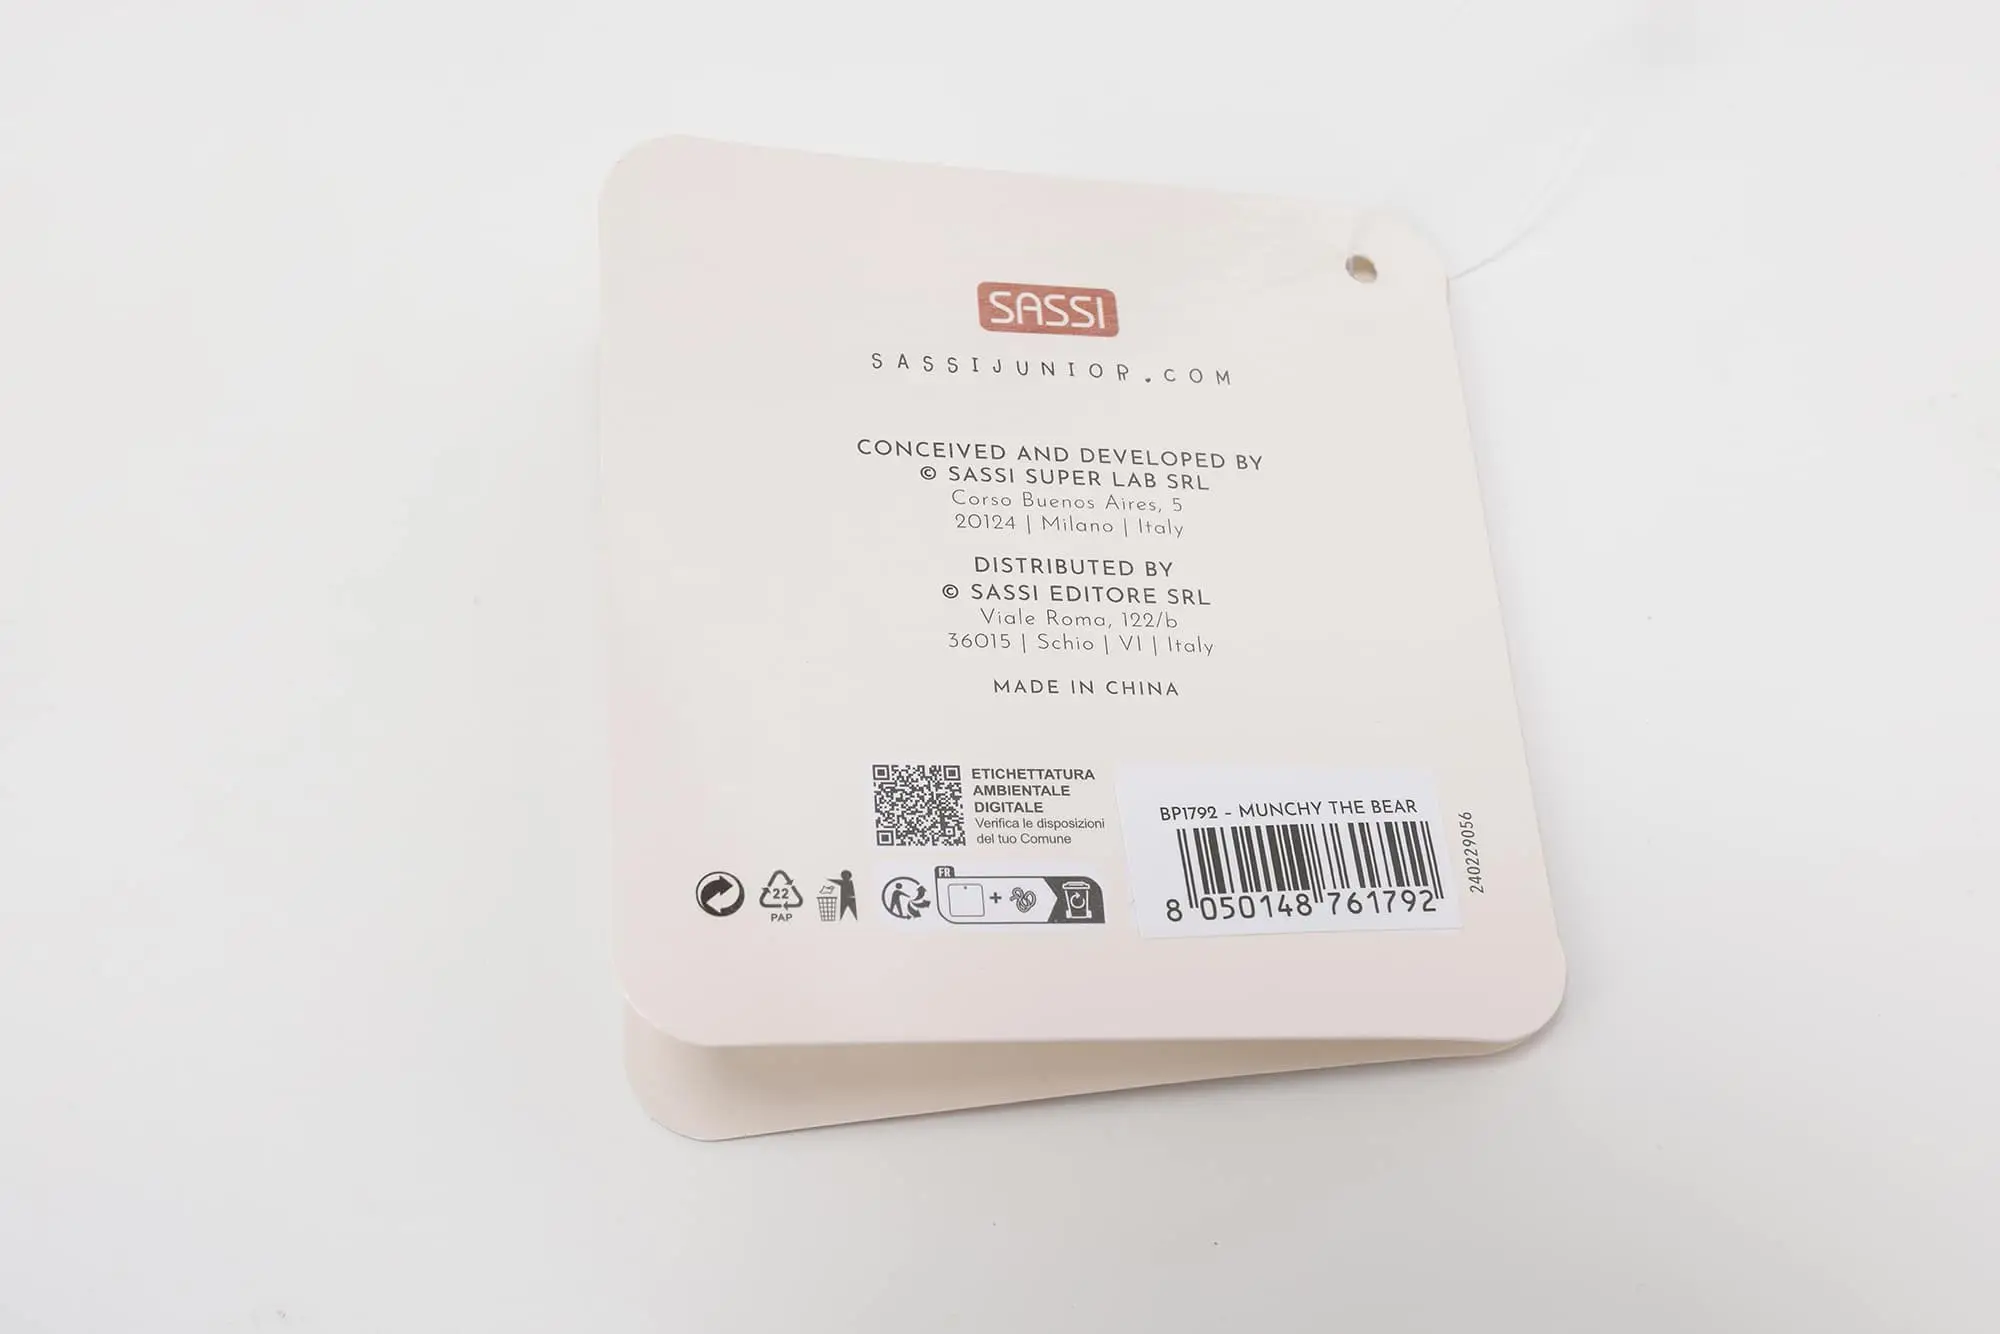 SASSI
SASSIJUNIOR.COM
CONCEIVED AND DEVELOPED BY
© SASSI SUPER LAB SRL
Corso Buenos Aires, 5
20124 | Milano | Italy
DISTRIBUTED BY
© SASSI EDITORE SRL
Viale Roma, 122/b
36015 | Schio | VI | Italy
MADE IN CHINA
ETICHETTATURA
AMBIENTALE
DIGITALE
Verifica le disposizioni
del tuo Comune
22
PAP
FR
+
BP1792 - MUNCHY THE BEAR
8 050148 761792
240229056